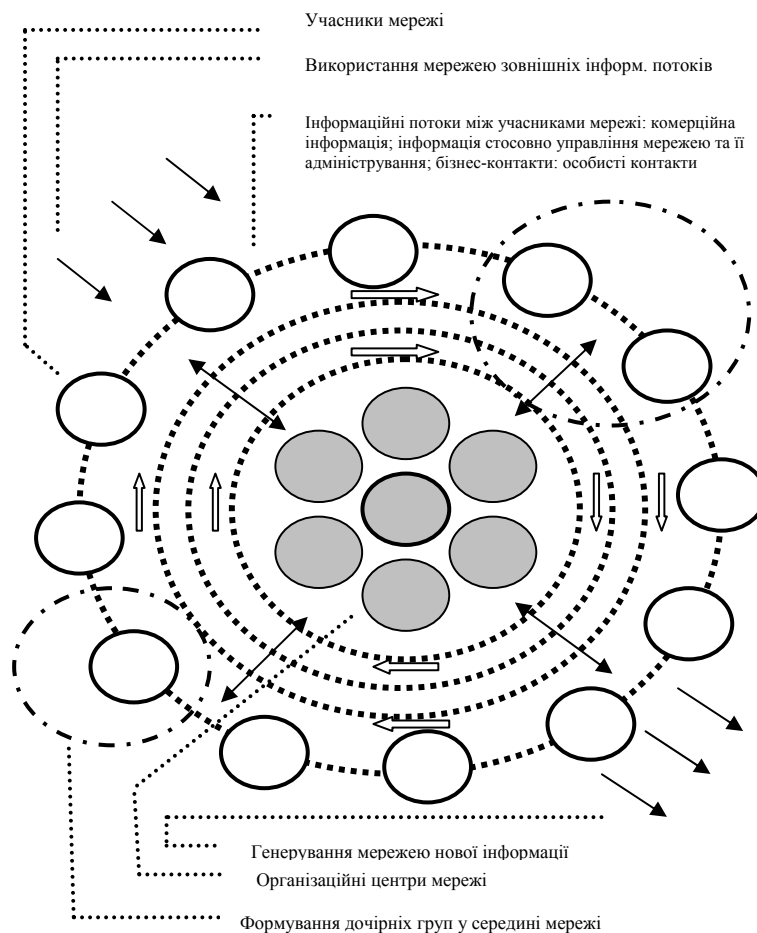 Учасники мережі
Використання мережею зовнішніх інформ. потоків
Інформаційні потоки між учасниками мережі: комерційна
інформація; інформація стосовно управління мережею та її
адміністрування; бізнес-контакти: особисті контакти
Генерування мережею нової інформації
Організаційні центри мережі
Формування дочірніх груп у середині мережі